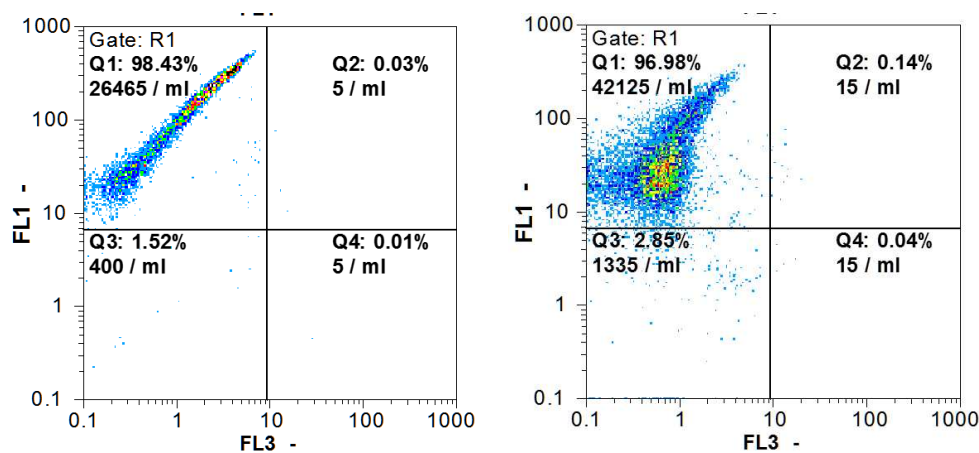 1000
Gate: R1
Q1: 98.43%
26465 / ml
Q2: 0.03%
5 / ml
100
10
FL1 -
Q3: 1.52%
400 / ml
Q4: 0.01%
5 / ml
1
0.1
0.1 1 10 100 1000
FL3 -
1000
Gate: R1
Q1: 96.98%
42125 / ml
Q2: 0.14%
15 / ml
100
10
FL1 -
Q3: 2.85%
1335 / ml
Q4: 0.04%
15 / ml
1
0.1
0.1 1 10 100 1000
FL3 -